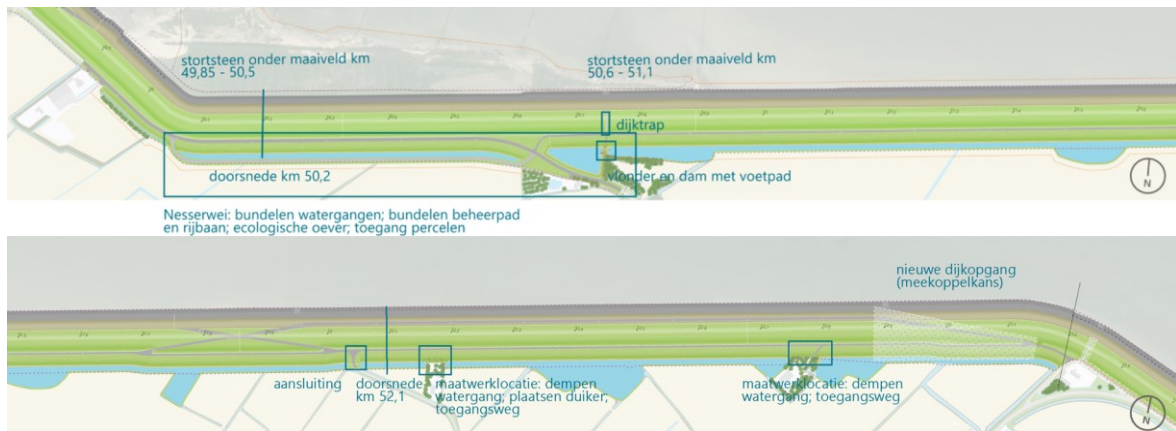 stortsteen onder maaiveld km
49,85 - 50,5
stortsteen onder maaiveld km
50,6 - 51,1
dijktrap
doorsnede km 50,2
vlonder en dam met voetpad
N
Nesserwei: bundelen watergangen; bundelen beheerpad
en rijbaan; ecologische oever; toegang percelen
nieuwe dijkopgang
(meekoppelkans)
aansluiting
doorsnede
km 52,1
maatwerklocatie: dempen
watergang; plaatsen duiker;
toegangsweg
maatwerklocatie: dempen
watergang; toegangsweg
N